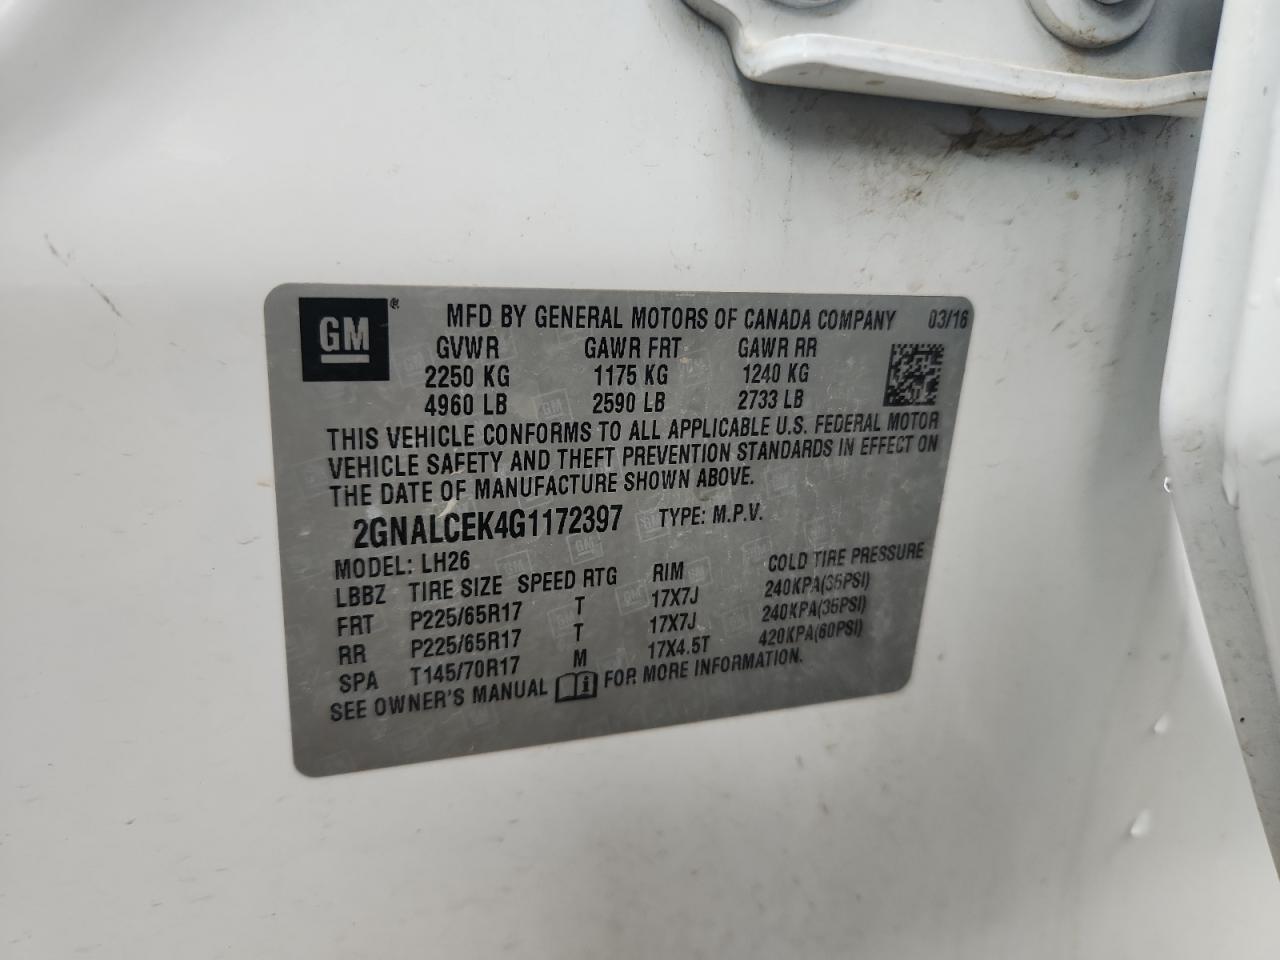 GM ® MFD BY GENERAL MOTORS OF CANADA COMPANY 03/16
GVWR GAWR FRT GAWR RR
2250 KG 1175 KG 1240 KG
4960 LB 2590 LB 2733 LB
THIS VEHICLE CONFORMS TO ALL APPLICABLE U.S. FEDERAL MOTOR
VEHICLE SAFETY AND THEFT PREVENTION STANDARDS IN EFFECT ON
THE DATE OF MANUFACTURE SHOWN ABOVE.
2GNALCEK4G1172397 TYPE: M.P.V.
MODEL: LH26
LBBZ TIRE SIZE SPEED RTG RIM COLD TIRE PRESSURE
FRT P225/65R17 T 17X7J 240KPA(35PSI)
RR P225/65R17 T 17X7J 240KPA(35PSI)
SPA T145/70R17 M 17X4.5T 420KPA(60PSI)
SEE OWNER'S MANUAL FOR MORE INFORMATION.